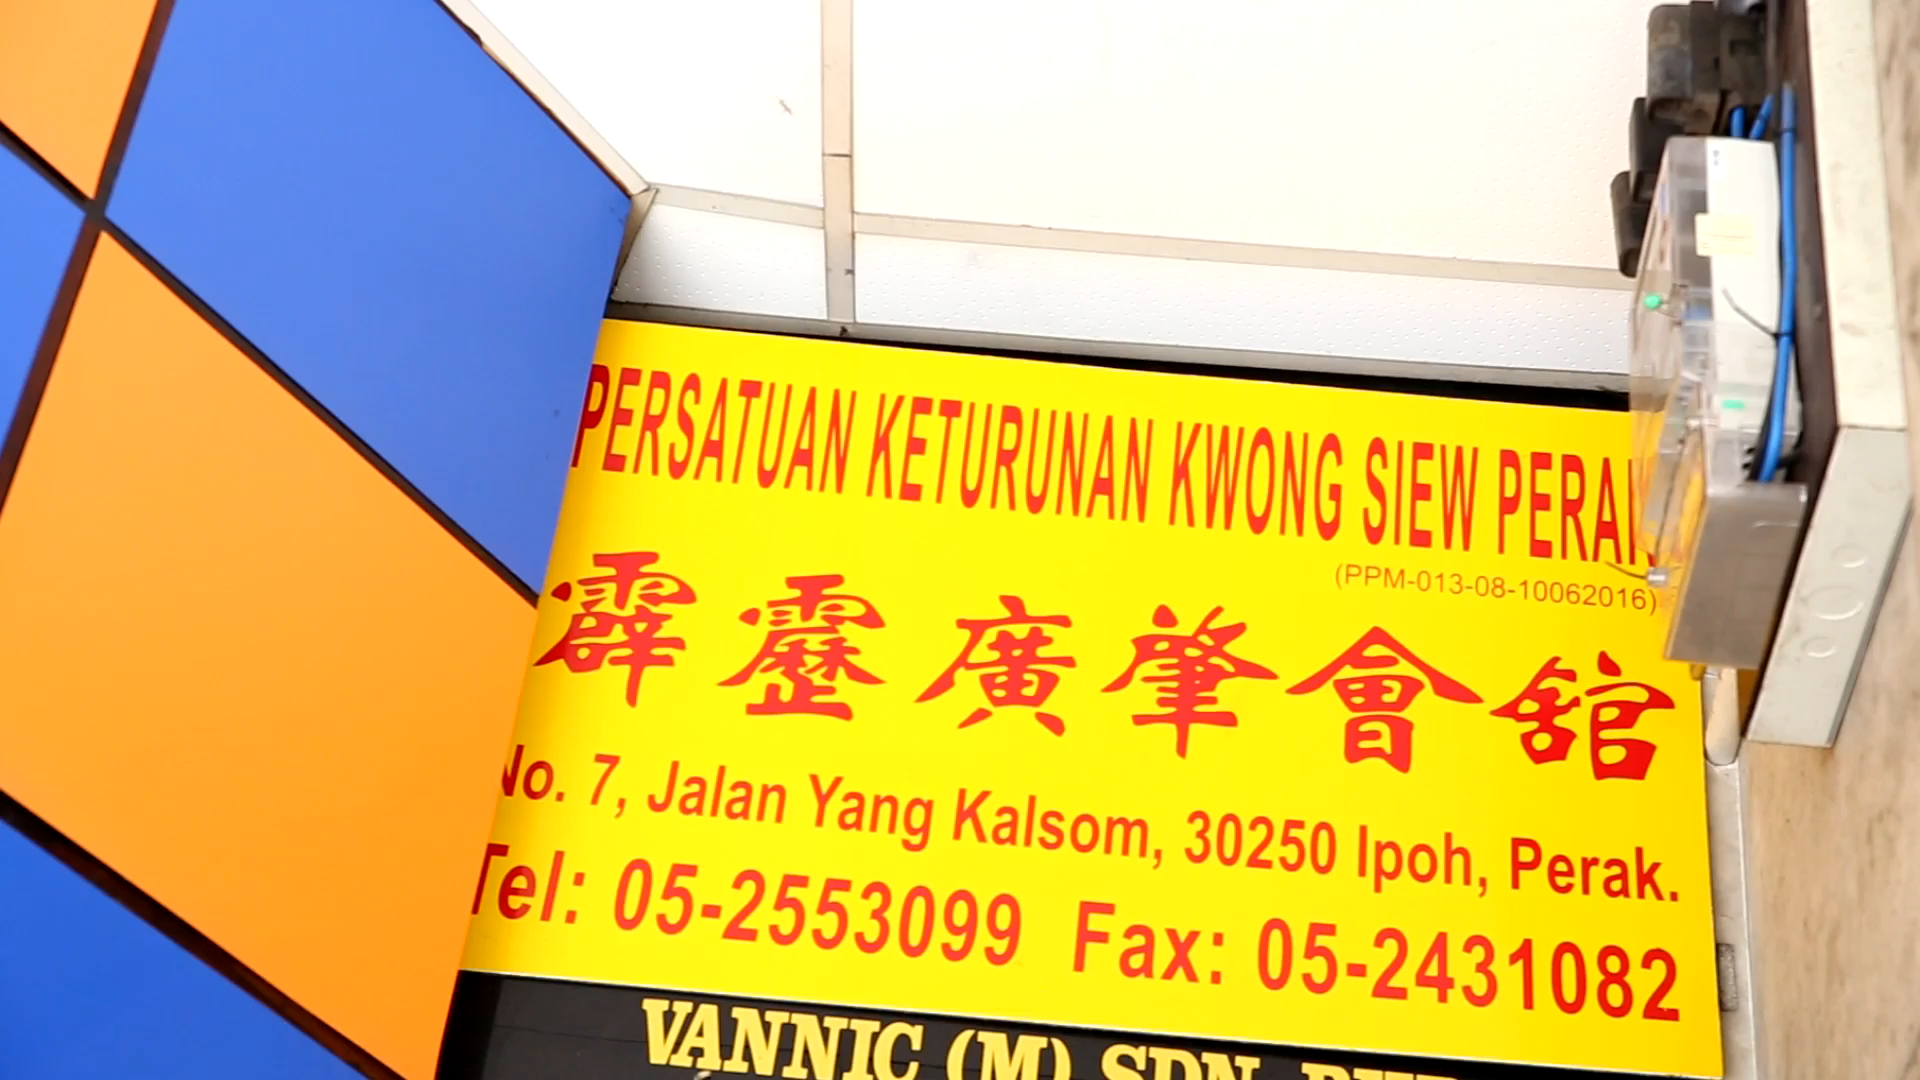 PERSATUAN KETURUNAN KWONG SIEW PERAK
(PPM-013-08-10062016)
霹靂廣肇會舘
No. 7, Jalan Yang Kalsom, 30250 Ipoh, Perak.
Tel: 05-2553099 Fax: 05-2431082
VANNIC (M) SDN. BHD